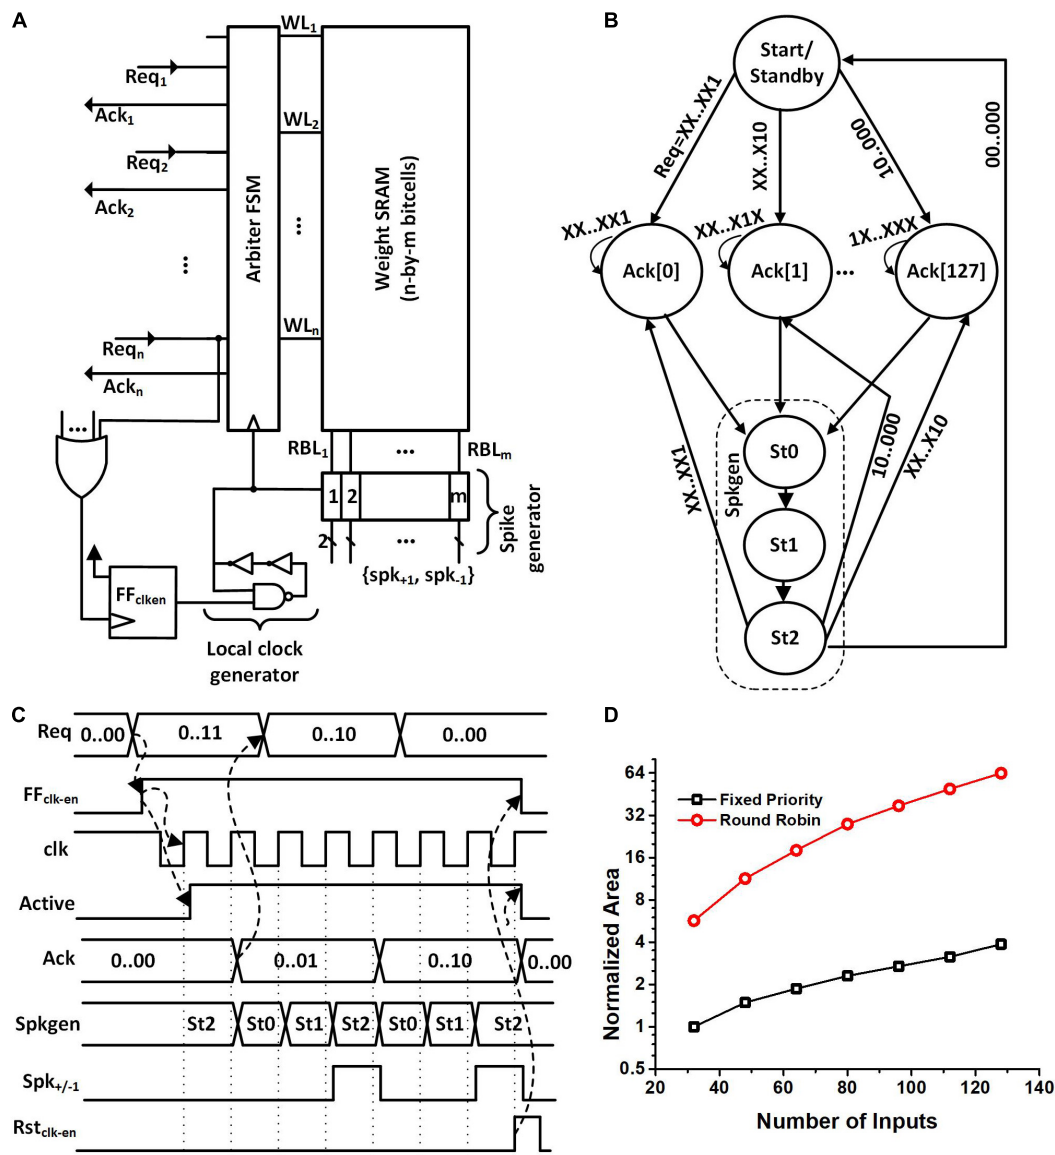 A
WL1
Req1
Ack1
WL2
Req2
Ack2
...
Arbiter FSM
...
Weight SRAM
(n-by-m bitcells)
WLn
Reqn
Ackn
...
RBL1
...
RBLm
1
2
m
2
...
{spk+1, spk-1}
Spike
generator
FFclken
Local clock
generator
B
Start/
Standby
Req=XX..XX1
XX..X10
10..000
00..000
XX..XX1
XX..X1X
1X..XXX
Ack[0]
Ack[1]
...
Ack[127]
Spkgen
St0
St1
St2
XX..XX1
10..000
XX..X10
C
Req
0..00
0..11
0..10
0..00
FFclk-en
clk
Active
Ack
0..00
0..01
0..10
0..00
Spkgen
St2
St0
St1
St2
St0
St1
St2
Spk+/-1
Rstclk-en
D
Normalized Area
64
32
16
8
4
2
1
0.5
Fixed Priority
Round Robin
20
40
60
80
100
120
140
Number of Inputs